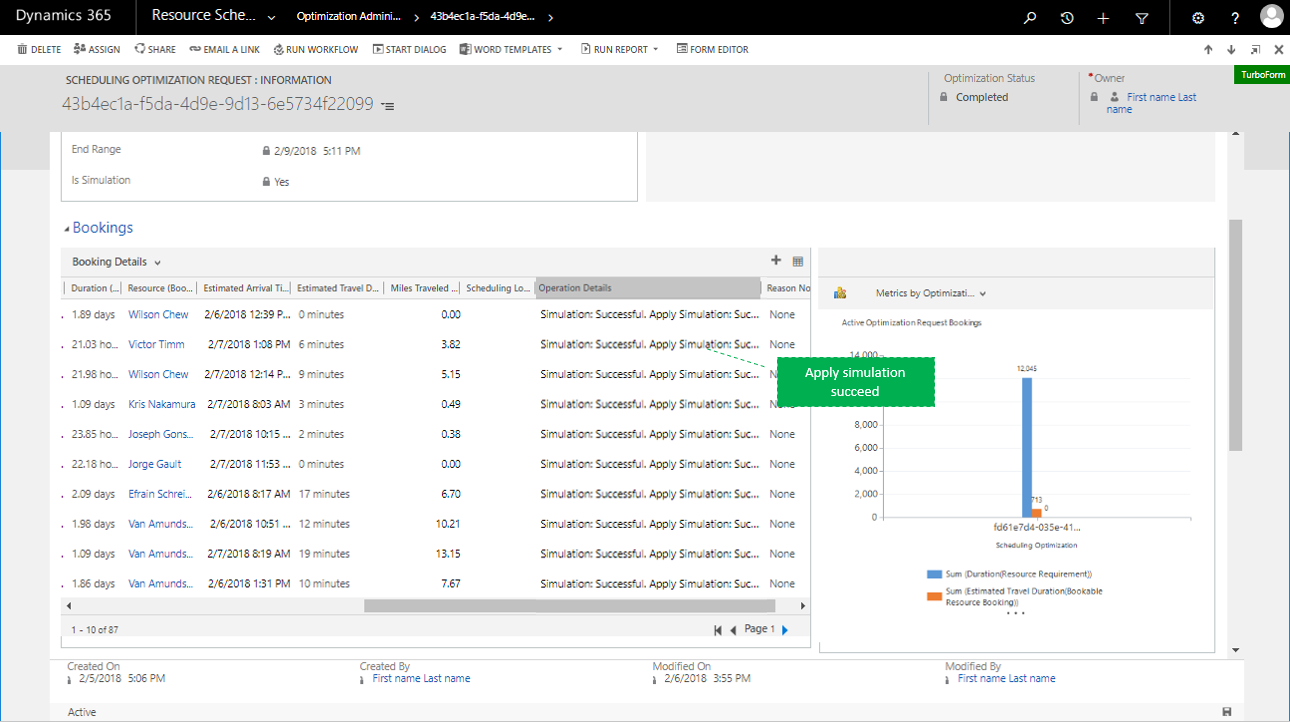 Dynamics 365 Resource Sche... Optimization Admini... 43b4ec1a-f5da-4d9e...
DELETE ASSIGN SHARE EMAIL A LINK RUN WORKFLOW START DIALOG WORD TEMPLATES RUN REPORT FORM EDITOR
TurboForm
SCHEDULING OPTIMIZATION REQUEST : INFORMATION
43b4ec1a-f5da-4d9e-9d13-6e5734f22099
Optimization Status
Completed
*Owner
First name Last
name
End Range 2/9/2018 5:11 PM
Is Simulation Yes
Bookings
Booking Details
Duration (... Resource (Boo... Estimated Arrival Ti... Estimated Travel D... Miles Traveled ... Scheduling Lo... Operation Details Reason No
1.89 days Wilson Chew 2/6/2018 12:39 P... 0 minutes 0.00 Simulation: Successful. Apply Simulation: Suc... None
21.03 ho... Victor Timm 2/7/2018 1:08 PM 6 minutes 3.82 Simulation: Successful. Apply Simulation: Suc... None
21.98 ho... Wilson Chew 2/7/2018 12:14 P... 9 minutes 5.15 Simulation: Successful. Apply Simulation: Suc...
1.09 days Kris Nakamura 2/7/2018 8:03 AM 3 minutes 0.49 Simulation: Successful. Apply Simulation: Suc... None
23.85 ho... Joseph Gons... 2/7/2018 10:15 ... 2 minutes 0.38 Simulation: Successful. Apply Simulation: Suc... None
22.18 ho... Jorge Gault 2/7/2018 11:53 ... 0 minutes 0.00 Simulation: Successful. Apply Simulation: Suc... None
2.09 days Efrain Schrei... 2/6/2018 8:17 AM 17 minutes 6.70 Simulation: Successful. Apply Simulation: Suc... None
1.98 days Van Amunds... 2/6/2018 10:51 ... 12 minutes 10.21 Simulation: Successful. Apply Simulation: Suc... None
1.09 days Van Amunds... 2/7/2018 8:19 AM 19 minutes 13.15 Simulation: Successful. Apply Simulation: Suc... None
1.86 days Van Amunds... 2/6/2018 1:31 PM 10 minutes 7.67 Simulation: Successful. Apply Simulation: Suc... None
1 - 10 of 87 Page 1
Apply simulation
succeed
Metrics by Optimizati...
Active Optimization Request Bookings
14,000
12,045
8,000
6,000
4,000
2,000
713
0
0
fd61e7d4-035e-41...
Scheduling Optimization
Sum (Duration(Resource Requirement))
Sum (Estimated Travel Duration(Bookable
Resource Booking))
Created On Created By Modified On Modified By
2/5/2018 5:06 PM First name Last name 2/6/2018 3:55 PM First name Last name
Active